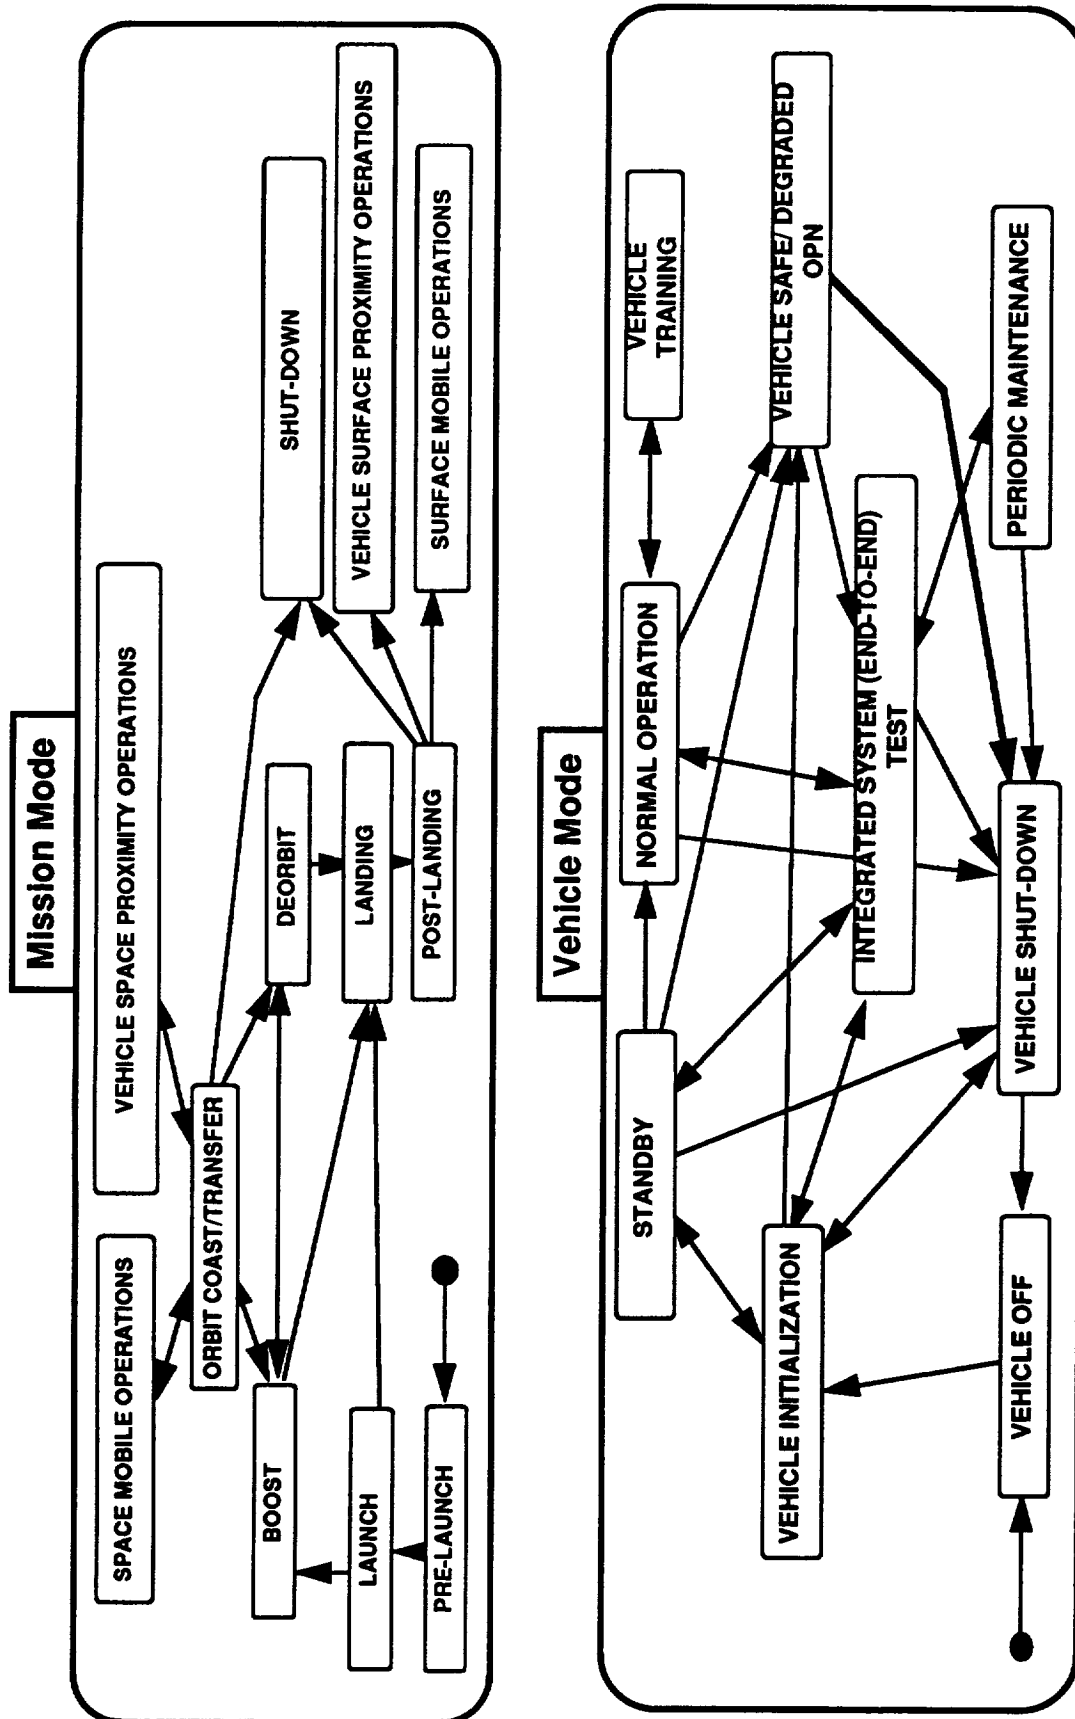 Mission Mode
SPACE MOBILE OPERATIONS
VEHICLE SPACE PROXIMITY OPERATIONS
ORBIT COAST/TRANSFER
BOOST
DEORBIT
SHUT-DOWN
LAUNCH
LANDING
VEHICLE SURFACE PROXIMITY OPERATIONS
PRE-LAUNCH
POST-LANDING
SURFACE MOBILE OPERATIONS
Vehicle Mode
STANDBY
NORMAL OPERATION
VEHICLE
TRAINING
VEHICLE INITIALIZATION
VEHICLE SAFE/ DEGRADED
OPN
INTEGRATED SYSTEM (END-TO-END)
TEST
VEHICLE OFF
VEHICLE SHUT-DOWN
PERIODIC MAINTENANCE